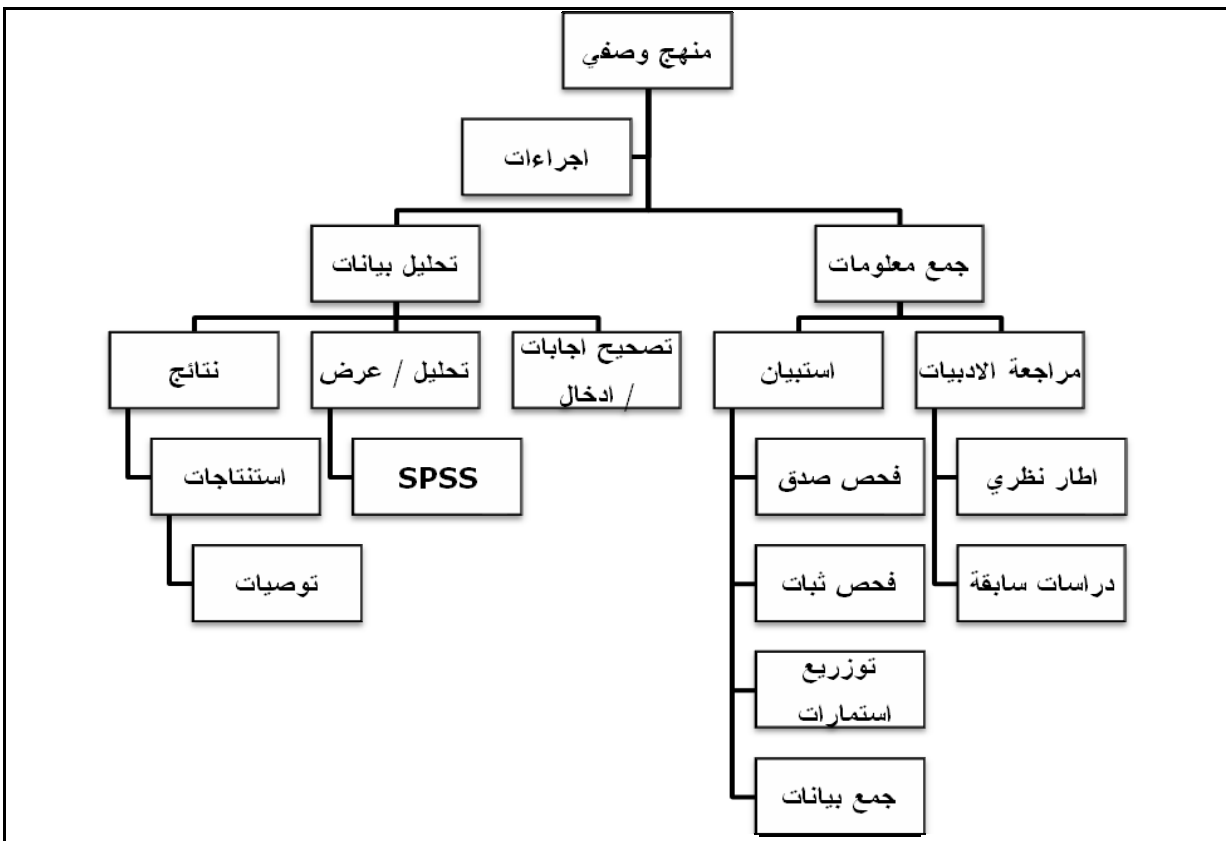 منهج وصفي
اجراءات
جمع معلومات
تحليل بيانات
مراجعة الادبيات
استبيان
تصحيح اجابات
/ ادخال
تحليل / عرض
نتائج
اطار نظري
فحص صدق
SPSS
استنتاجات
دراسات سابقة
فحص ثبات
توصيات
توزريع
استمارات
جمع بيانات